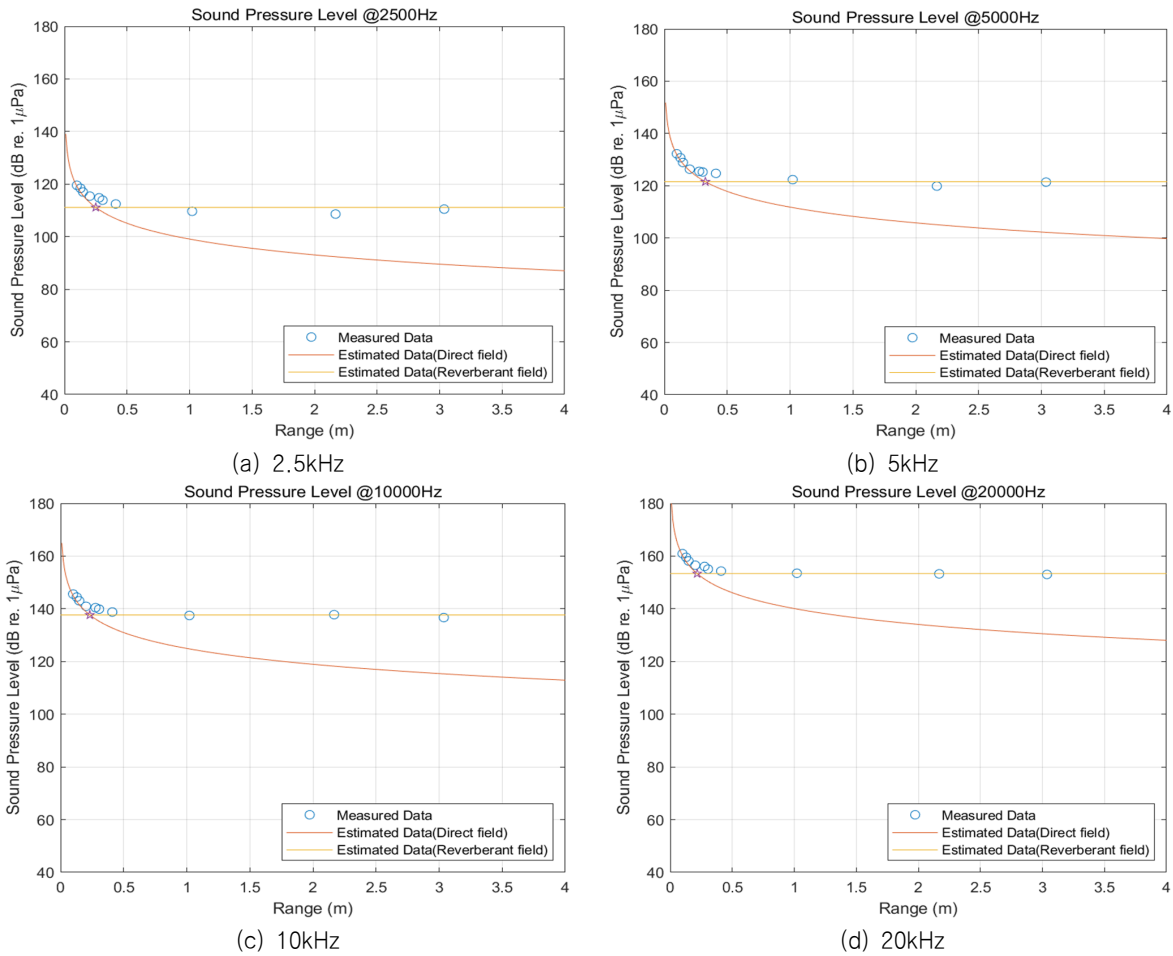 Sound Pressure Level @2500Hz
Sound Pressure Level (dB re. 1μPa)
180
160
140
120
100
80
60
40
0
0.5
1
1.5
2
2.5
3
3.5
4
Range (m)
Measured Data
Estimated Data(Direct field)
Estimated Data(Reverberant field)
(a) 2.5kHz
Sound Pressure Level @5000Hz
Sound Pressure Level (dB re. 1μPa)
180
160
140
120
100
80
60
40
0
0.5
1
1.5
2
2.5
3
3.5
4
Range (m)
Measured Data
Estimated Data(Direct field)
Estimated Data(Reverberant field)
(b) 5kHz
Sound Pressure Level @10000Hz
Sound Pressure Level (dB re. 1μPa)
180
160
140
120
100
80
60
40
0
0.5
1
1.5
2
2.5
3
3.5
4
Range (m)
Measured Data
Estimated Data(Direct field)
Estimated Data(Reverberant field)
(c) 10kHz
Sound Pressure Level @20000Hz
Sound Pressure Level (dB re. 1μPa)
180
160
140
120
100
80
60
40
0
0.5
1
1.5
2
2.5
3
3.5
4
Range (m)
Measured Data
Estimated Data(Direct field)
Estimated Data(Reverberant field)
(d) 20kHz